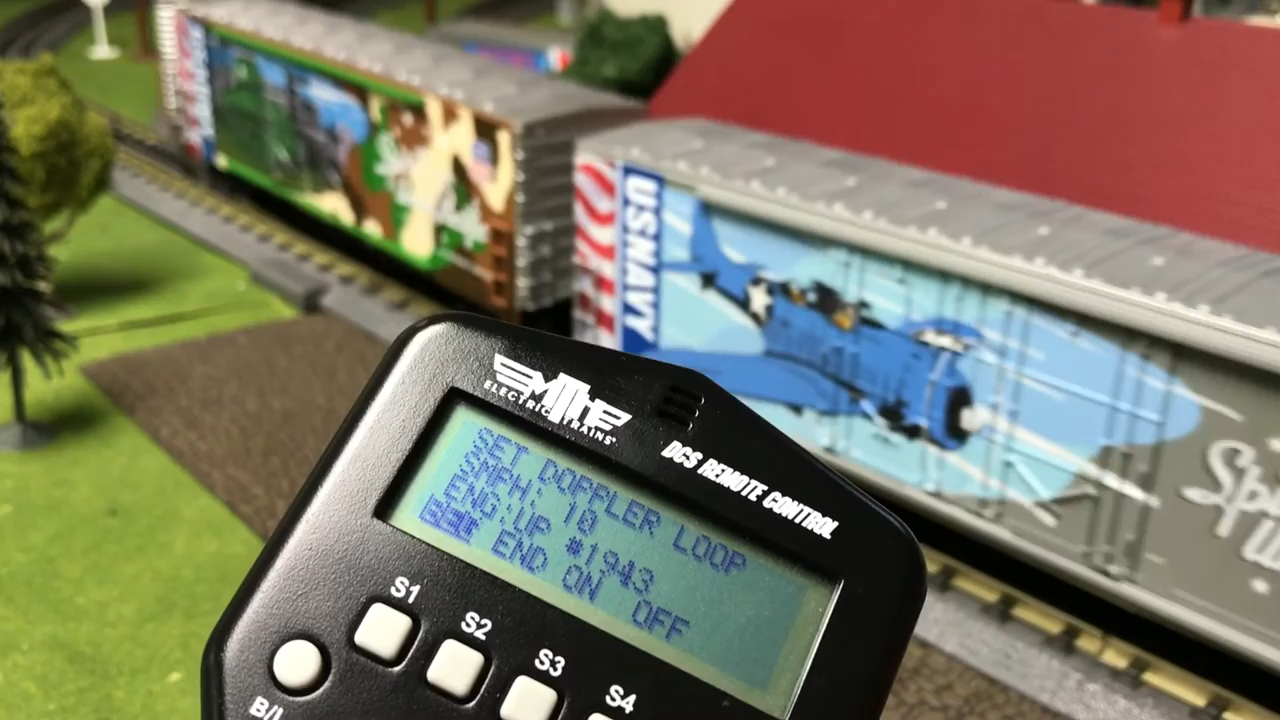 USNAVY
MTH
ELECTRIC TRAINS
DCS REMOTE CONTROL
SET DOPPLER LOOP
SMPH: 10
ENG:UP #1943
END ON OFF
S1
S2
S3
S4